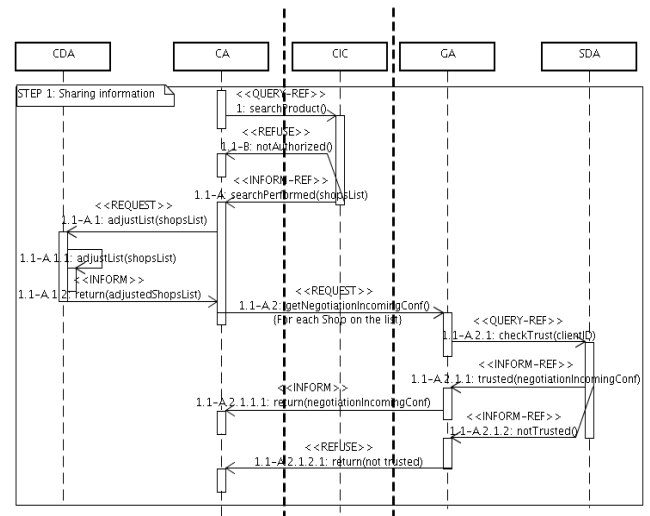 CDA CA CIC GA SDA
STEP 1: Sharing information
<<QUERY-REF>>
1: searchProduct()
<<REFUSE>>
1.1-B: notAuthorized()
<<INFORM-REF>>
1.1-A: searchPerformed(shopsList)
<<REQUEST>>
1.1-A.1: adjustList(shopsList)
1.1-A.1.1: adjustList(shopsList)
<<INFORM>>
1.1-A.1.2: return(adjustedShopsList)
<<REQUEST>>
1.1-A.2: getNegotiationIncomingConf()
(For each Shop on the list)
<<QUERY-REF>>
1.1-A.2.1: checkTrust(clientID)
<<INFORM-REF>>
1.1-A.2.1.1: trusted(negotiationIncomingConf)
<<INFORM>>
1.1-A.2.1.1.1: return(negotiationIncomingConf)
<<INFORM-REF>>
1.1-A.2.1.2: notTrusted()
<<REFUSE>>
1.1-A.2.1.2.1: return(not trusted)